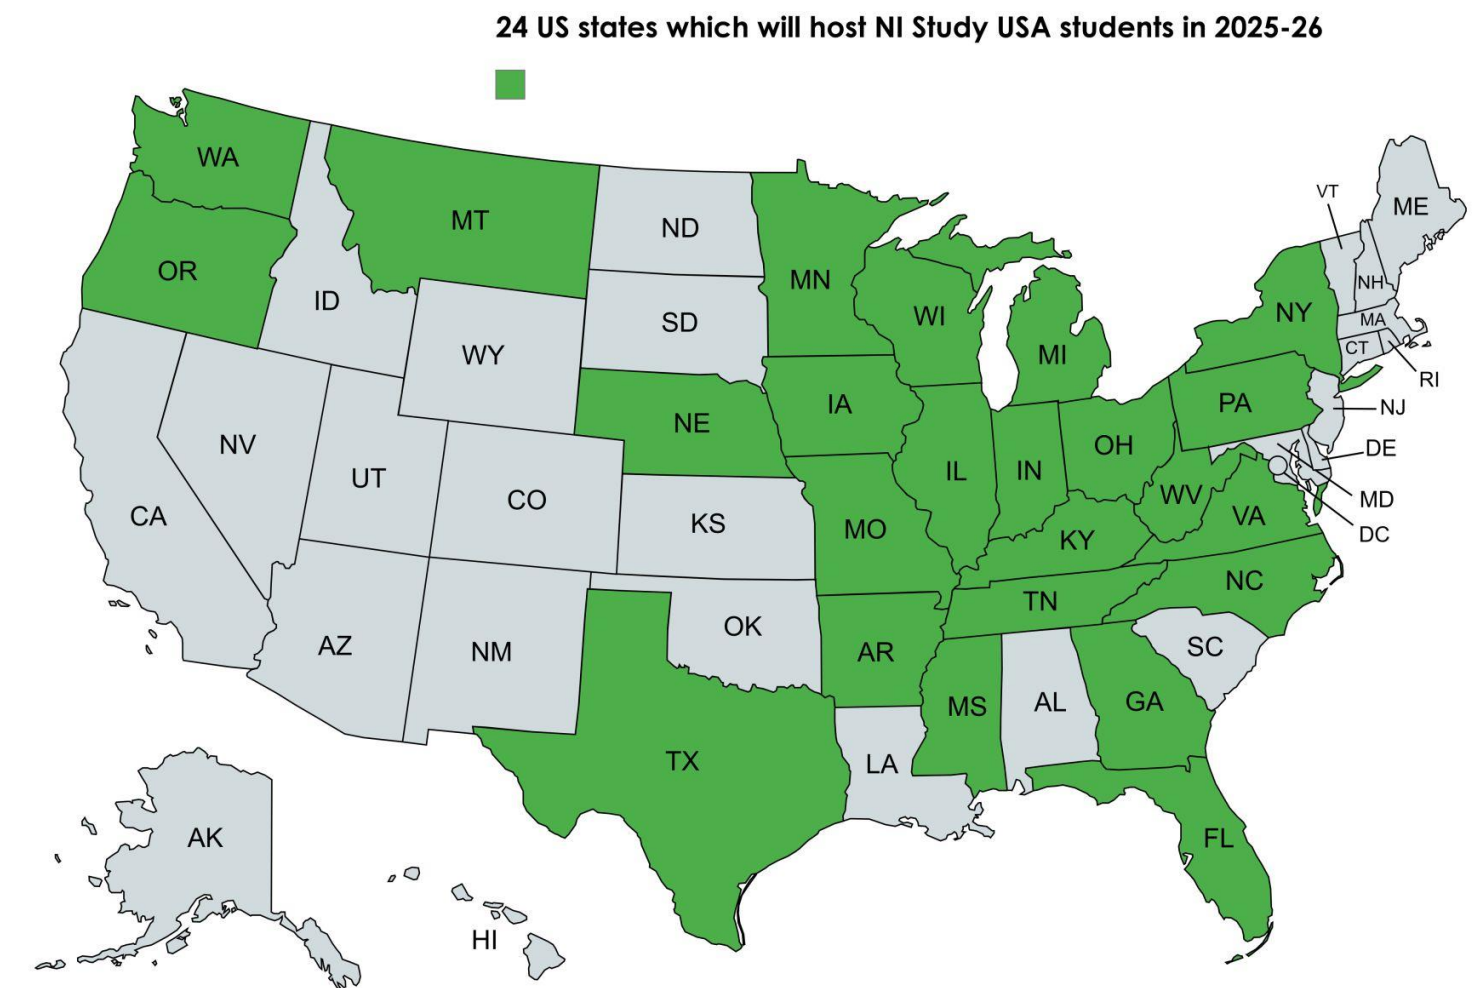 24 US states which will host NI Study USA students in 2025-26
WA
MT
ND
MN
VT
ME
OR
ID
SD
WI
MI
NY
NH
MA
CT
RI
WY
NE
IA
PA
NJ
NV
UT
CO
IL
IN
OH
DE
MD
DC
CA
KS
MO
KY
WV
VA
AZ
NM
OK
AR
TN
NC
SC
TX
LA
MS
AL
GA
AK
HI
FL